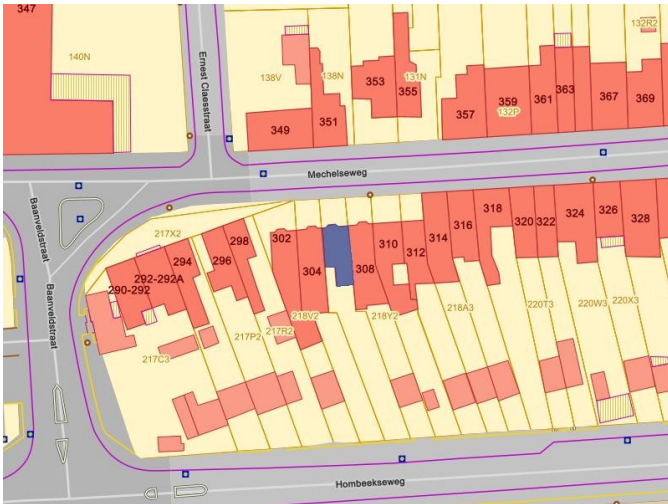 347
140N
Ernest Claesstraat
138V
138N
353
355
131N
132R2
349
351
357
359
132P
361
363
367
369
Mechelseweg
Baanveldstraat
217X2
290-292
292-292A
294
296
298
302
304
308
310
312
314
316
318
320
322
324
326
328
217C3
217P2
217R2
218V2
218Y2
218A3
220T3
220W3
220X3
Baanveldstraat
Hombeekseweg